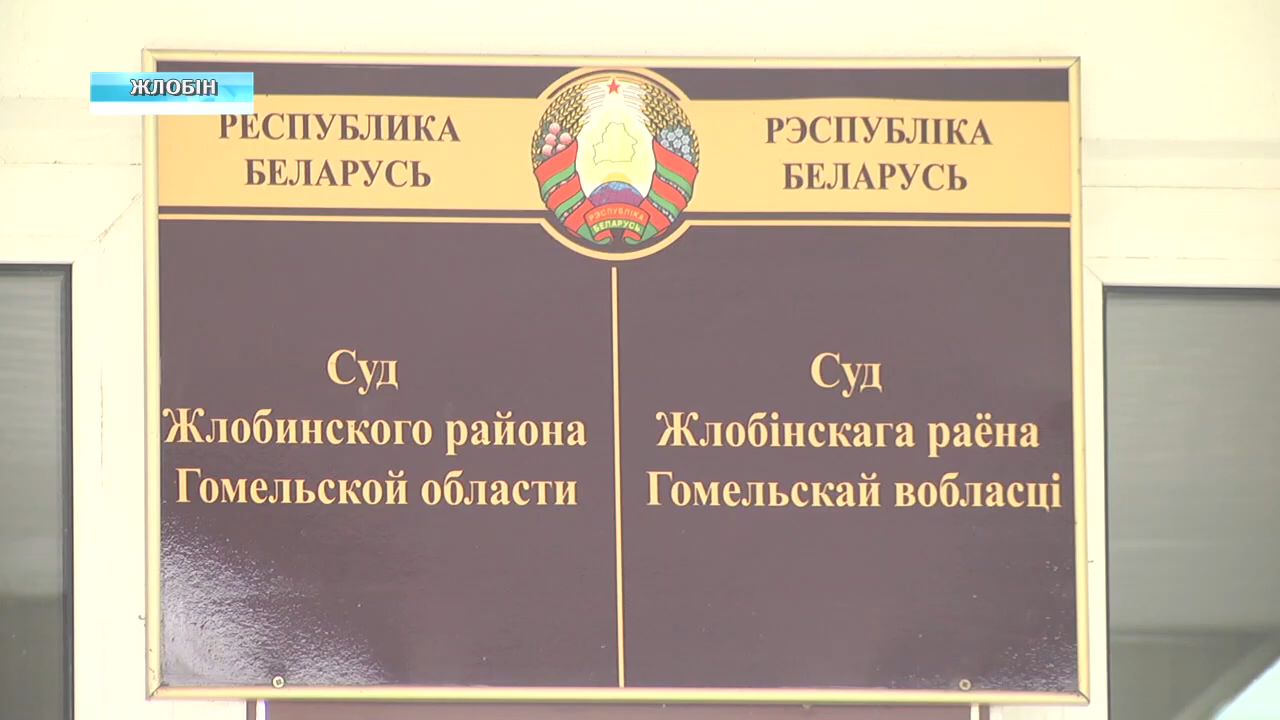 ЖЛОБІН
РЕСПУБЛИКА
БЕЛАРУСЬ
РЭСПУБЛІКА
БЕЛАРУСЬ
РЭСПУБЛІКА
БЕЛАРУСЬ
Суд
Жлобинского района
Гомельской области
Суд
Жлобінскага раёна
Гомельскай вобласці